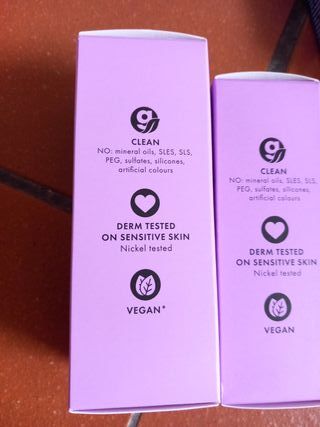 CLEAN
NO: mineral oils, SLES, SLS,
PEG, sulfates, silicones,
artificial colours
DERM TESTED
ON SENSITIVE SKIN
Nickel tested
VEGAN*
CLEAN
NO: mineral oils, SLES, SLS,
PEG, sulfates, silicones,
artificial colours
DERM TESTED
ON SENSITIVE SKIN
Nickel tested
VEGAN